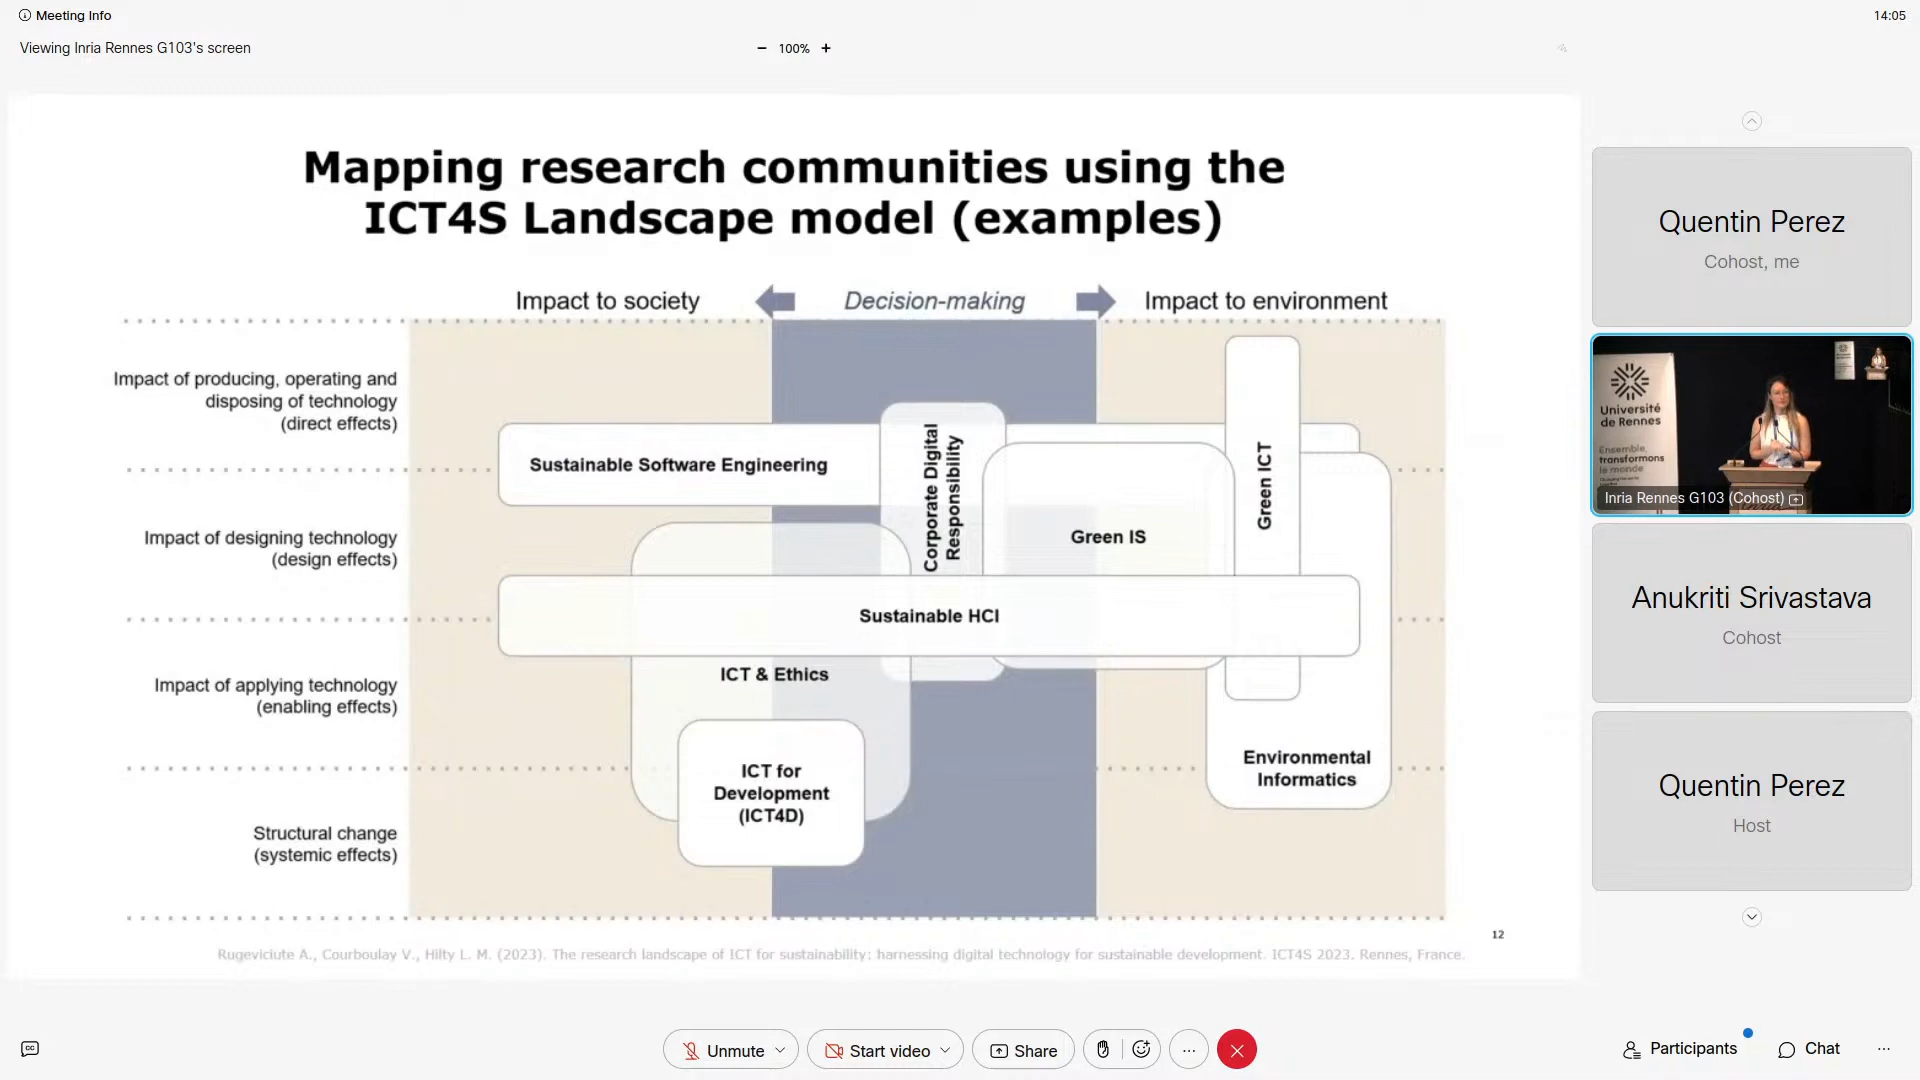 Meeting Info
14:05
Viewing Inria Rennes G103's screen
100%
Mapping research communities using the
ICT4S Landscape model (examples)
Impact to society
Decision-making
Impact to environment
Impact of producing, operating and
disposing of technology
(direct effects)
Impact of designing technology
(design effects)
Impact of applying technology
(enabling effects)
Structural change
(systemic effects)
Sustainable Software Engineering
Corporate Digital
Responsibility
Green IS
Green ICT
Sustainable HCI
ICT & Ethics
ICT for
Development
(ICT4D)
Environmental
Informatics
12
Rugeviciute A., Courboulay V., Hilty L. M. (2023). The research landscape of ICT for sustainability: harnessing digital technology for sustainable development. ICT4S 2023. Rennes, France.
Quentin Perez
Cohost, me
Université
de Rennes
Ensemble,
transformons
le monde
Inria Rennes G103 (Cohost)
Anukriti Srivastava
Cohost
Quentin Perez
Host
CC
Unmute
Start video
Share
Participants
Chat